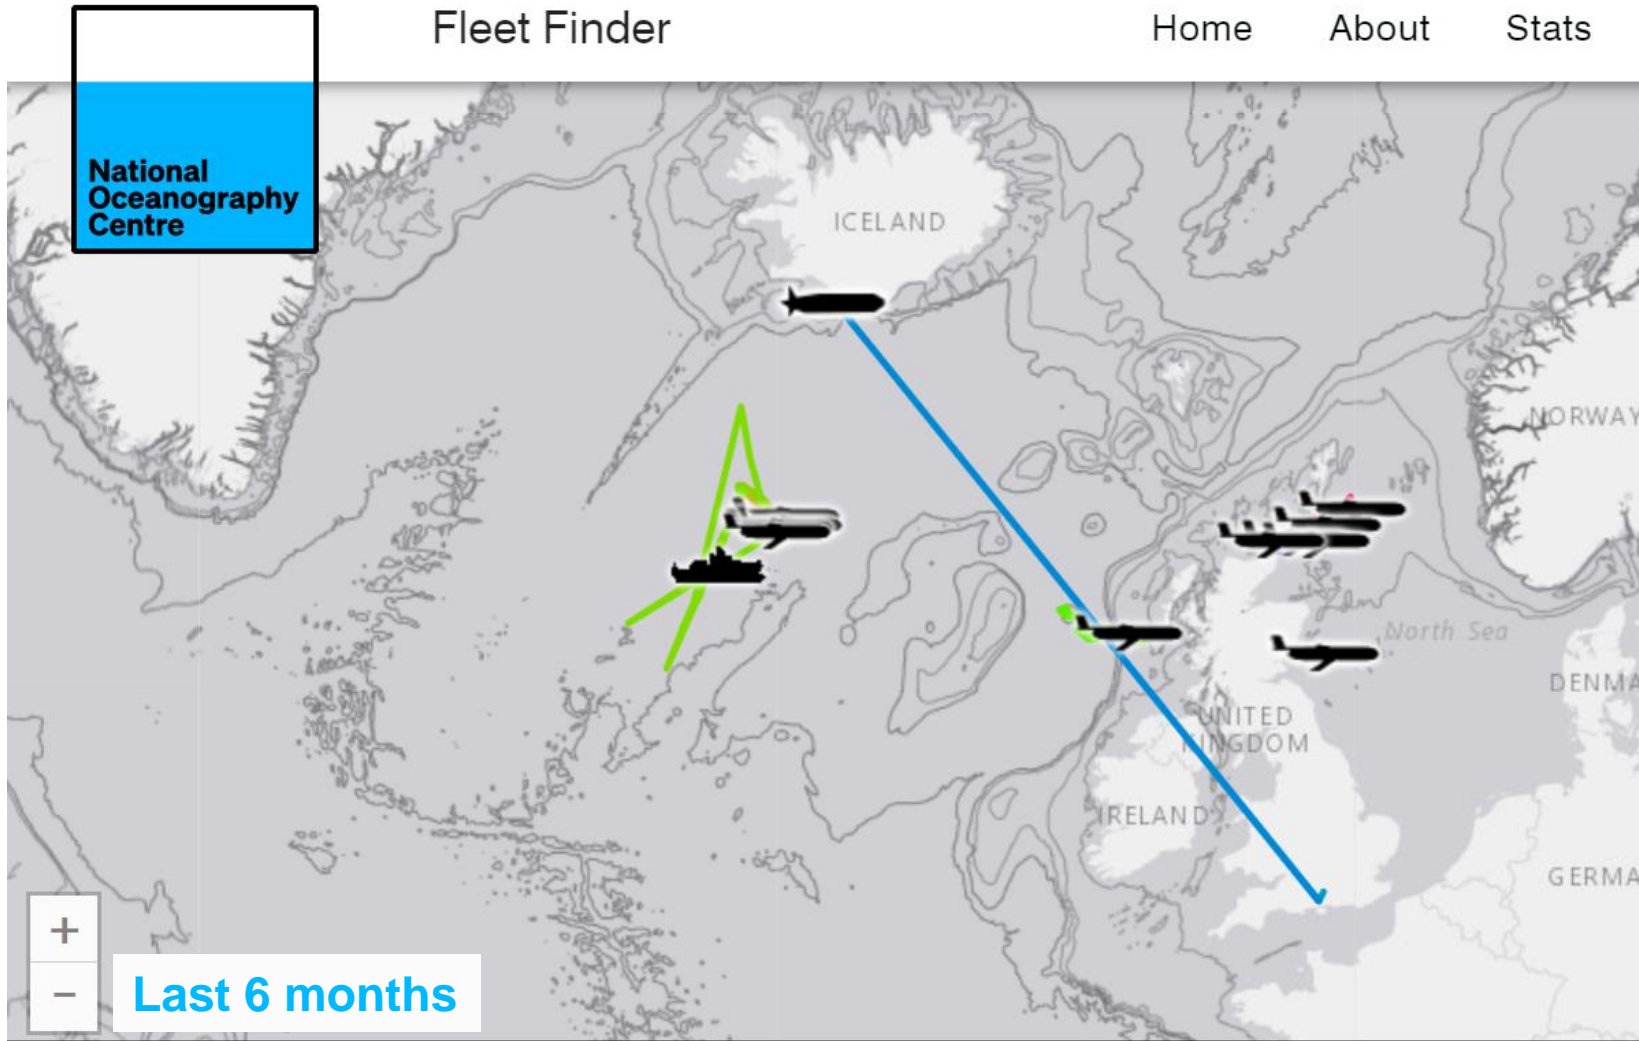 Fleet Finder
Home
About
Stats
National
Oceanography
Centre
ICELAND
NORWAY
North Sea
DENMA
UNITED
KINGDOM
IRELAND
GERMA
+
−
Last 6 months